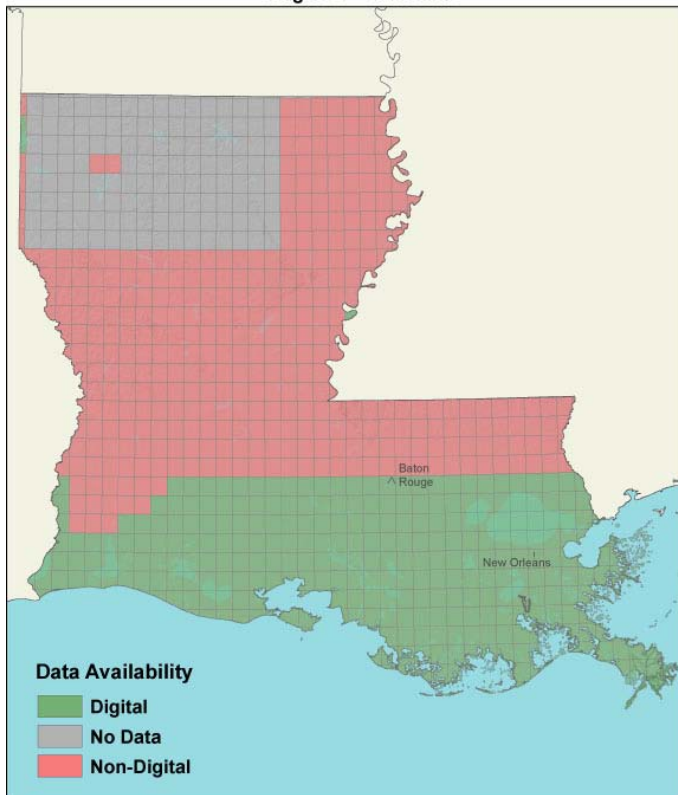 Baton
Rouge
New Orleans
Data Availability
Digital
No Data
Non-Digital